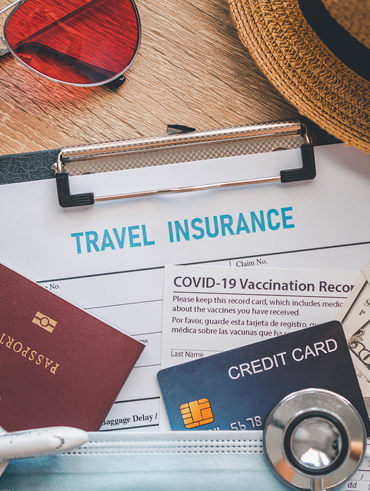 TRAVEL INSURANCE
Claim No.
No.
COVID-19 Vaccination Reco
Please keep this record card, which includes medic
about the vaccines you have received.
Por favor, guarde esta tarjeta de registro,
médica sobre las vacunas que ha
Last Name
PASSPORT
CREDIT CARD
5678
Baggage Delay /
dd